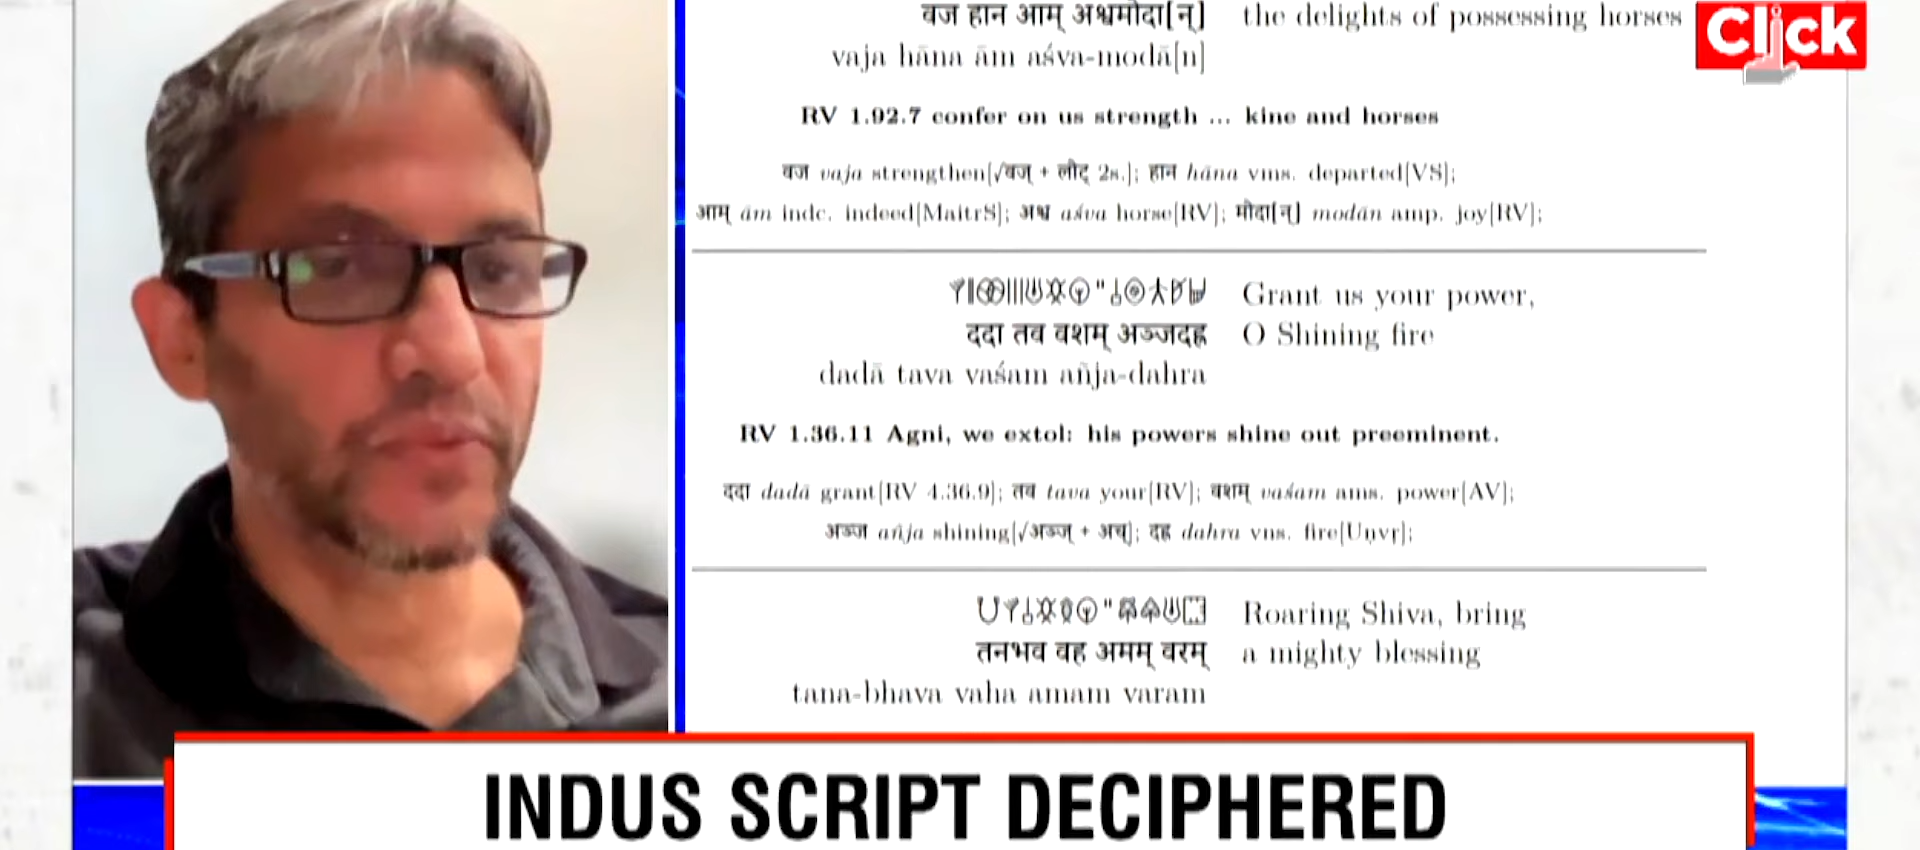 वज हान आम् अश्वमोदा[न्] the delights of possessing horses
vaja hāna ām aśva-modā[n]
Click
RV 1.92.7 confer on us strength ... kine and horses
वज vaja strengthen[√वज् + लोट् 2s.]; हान hāna vms. departed[VS];
आम् ām indc. indeed[MaitrS]; अश्व aśva horse[RV]; मोदा[न्] modān amp. joy[RV];
Grant us your power,
ददा तव वशम् अञ्जदह्र O Shining fire
dadā tava vaśam añja-dahra
RV 1.36.11 Agni, we extol: his powers shine out preeminent.
ददा dadā grant[RV 4.36.9]; तव tava your[RV]; वशम् vaśam ams. power[AV];
अञ्ज añja shining[√अञ्ज् + अच्]; दह्र dahra vns. fire[Uṇvṛ];
Roaring Shiva, bring
तनभव वह अमम् वरम् a mighty blessing
tana-bhava vaha amam varam
INDUS SCRIPT DECIPHERED